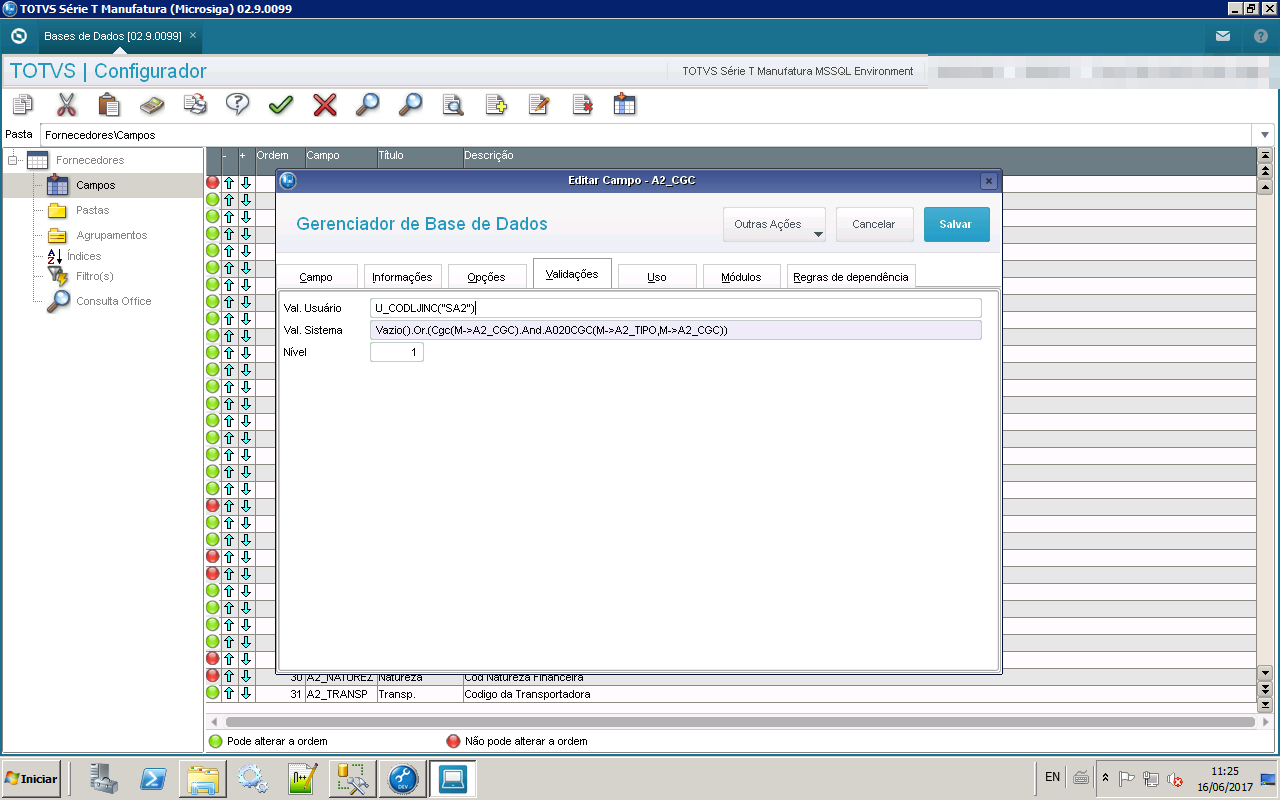 TOTVS Série T Manufatura (Microsiga) 02.9.0099
Bases de Dados [02.9.0099]
TOTVS | Configurador
TOTVS Série T Manufatura MSSQL Environment
Pasta
Fornecedores\Campos
Fornecedores
Campos
Pastas
Agrupamentos
Índices
Filtro(s)
Consulta Office
- + Ordem Campo Título Descrição
Editar Campo - A2_CGC
Gerenciador de Base de Dados
Outras Ações
Cancelar
Salvar
Campo
Informações
Opções
Validações
Uso
Módulos
Regras de dependência
Val. Usuário U_CODLJINC("SA2")
Val. Sistema Vazio().Or.(Cgc(M->A2_CGC).And.A020CGC(M->A2_TIPO,M->A2_CGC))
Nível 1
30 A2_NATUREZ Natureza Cod Natureza Financeira
31 A2_TRANSP Transp. Codigo da Transportadora
Pode alterar a ordem
Não pode alterar a ordem
Iniciar
DEV
EN
11:25
16/06/2017